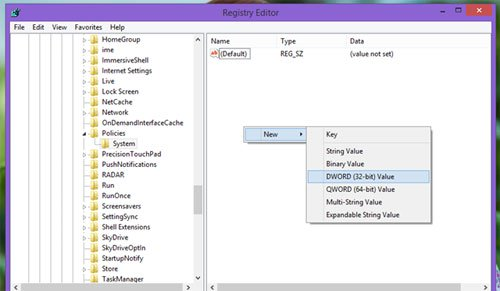 Registry Editor
File Edit View Favorites Help
HomeGroup
ime
ImmersiveShell
Internet Settings
Live
Lock Screen
NetCache
Network
OnDemandInterfaceCache
Policies
System
PrecisionTouchPad
PushNotifications
RADAR
Run
RunOnce
Screensavers
SettingSync
Shell Extensions
SkyDrive
SkyDriveOptIn
StartupNotify
Store
TaskManager
Name Type Data
ab (Default) REG_SZ (value not set)
New
Key
String Value
Binary Value
DWORD (32-bit) Value
QWORD (64-bit) Value
Multi-String Value
Expandable String Value